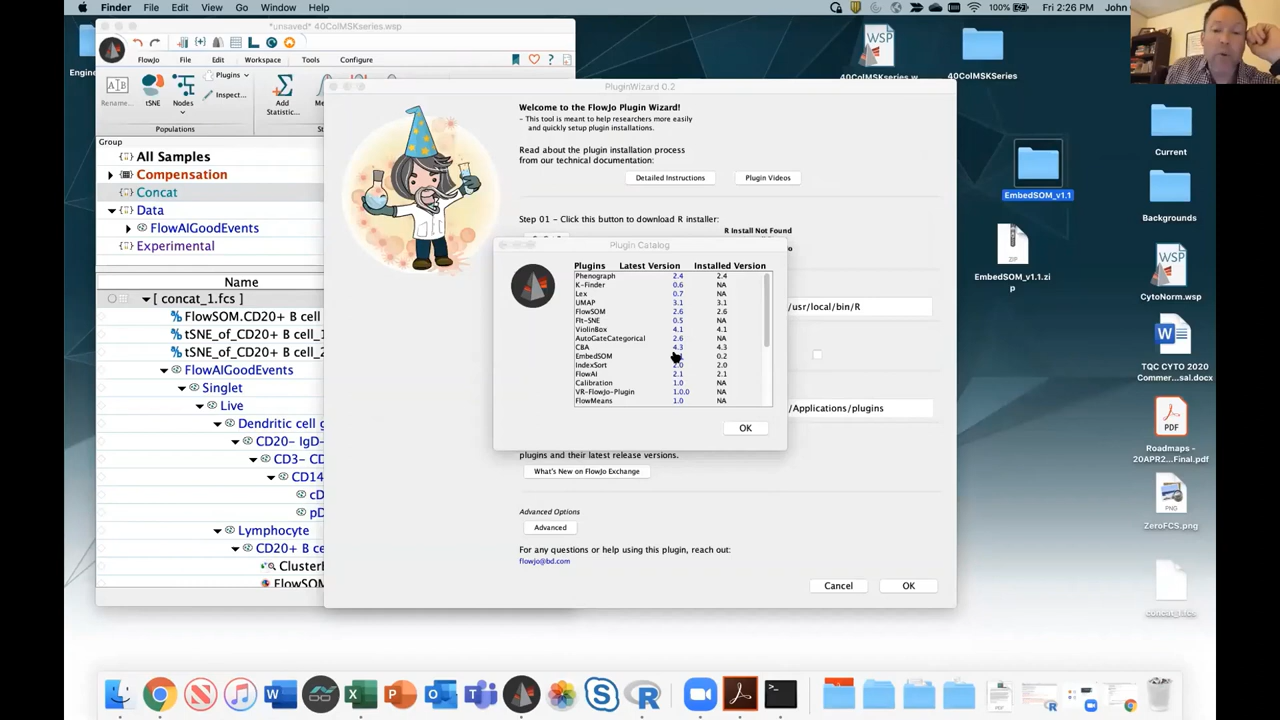 Finder File Edit View Go Window Help
100% Fri 2:26 PM John
*unsaved* 40ColMSKseries.wsp
FlowJo File Edit Workspace Tools Configure
Rename... tSNE Nodes Plugins Inspect... Add Statistic...
Populations
Group
All Samples
Compensation
Concat
Data
FlowAIGoodEvents
Experimental
Name
[ concat_1.fcs ]
FlowSOM.CD20+ B cell
tSNE_of_CD20+ B cell_
tSNE_of_CD20+ B cell_2
FlowAIGoodEvents
Singlet
Live
Dendritic cell g
CD20- IgD-
CD3- CD
CD14
cD
pD
Lymphocyte
CD20+ B ce
Cluster
FlowSOM
PluginWizard 0.2
Welcome to the FlowJo Plugin Wizard!
- This tool is meant to help researchers more easily
and quickly setup plugin installations.
Read about the plugin installation process
from our technical documentation:
Detailed Instructions Plugin Videos
Step 01 - Click this button to download R installer:
R Install Not Found
/usr/local/bin/R
/Applications/plugins
plugins and their latest release versions.
What's New on FlowJo Exchange
Advanced Options
Advanced
For any questions or help using this plugin, reach out:
flowjo@bd.com
Cancel OK
Plugin Catalog
Plugins Latest Version Installed Version
Phenograph 2.4 2.4
K-Finder 0.6 NA
Lex 0.7 NA
UMAP 3.1 3.1
FlowSOM 2.6 2.6
Fit-SNE 0.5 NA
ViolinBox 4.1 4.1
AutoGateCategorical 2.6 NA
CBA 4.3 4.3
EmbedSOM 0.2
IndexSort 2.0 2.0
FlowAI 2.1 2.1
Calibration 1.0 NA
VR-FlowJo-Plugin 1.0.0 NA
FlowMeans 1.0 NA
OK
40ColMSKseries.w...
40ColMSKseries
Current
EmbedSOM_v1.1
Backgrounds
EmbedSOM_v1.1.zi
p
WSP
CytoNorm.wsp
TQC CYTO 2020
Commer...sal.docx
PDF
Roadmaps -
20APR2...Final.pdf
PNG
ZeroFCS.png
concat_1.fcs